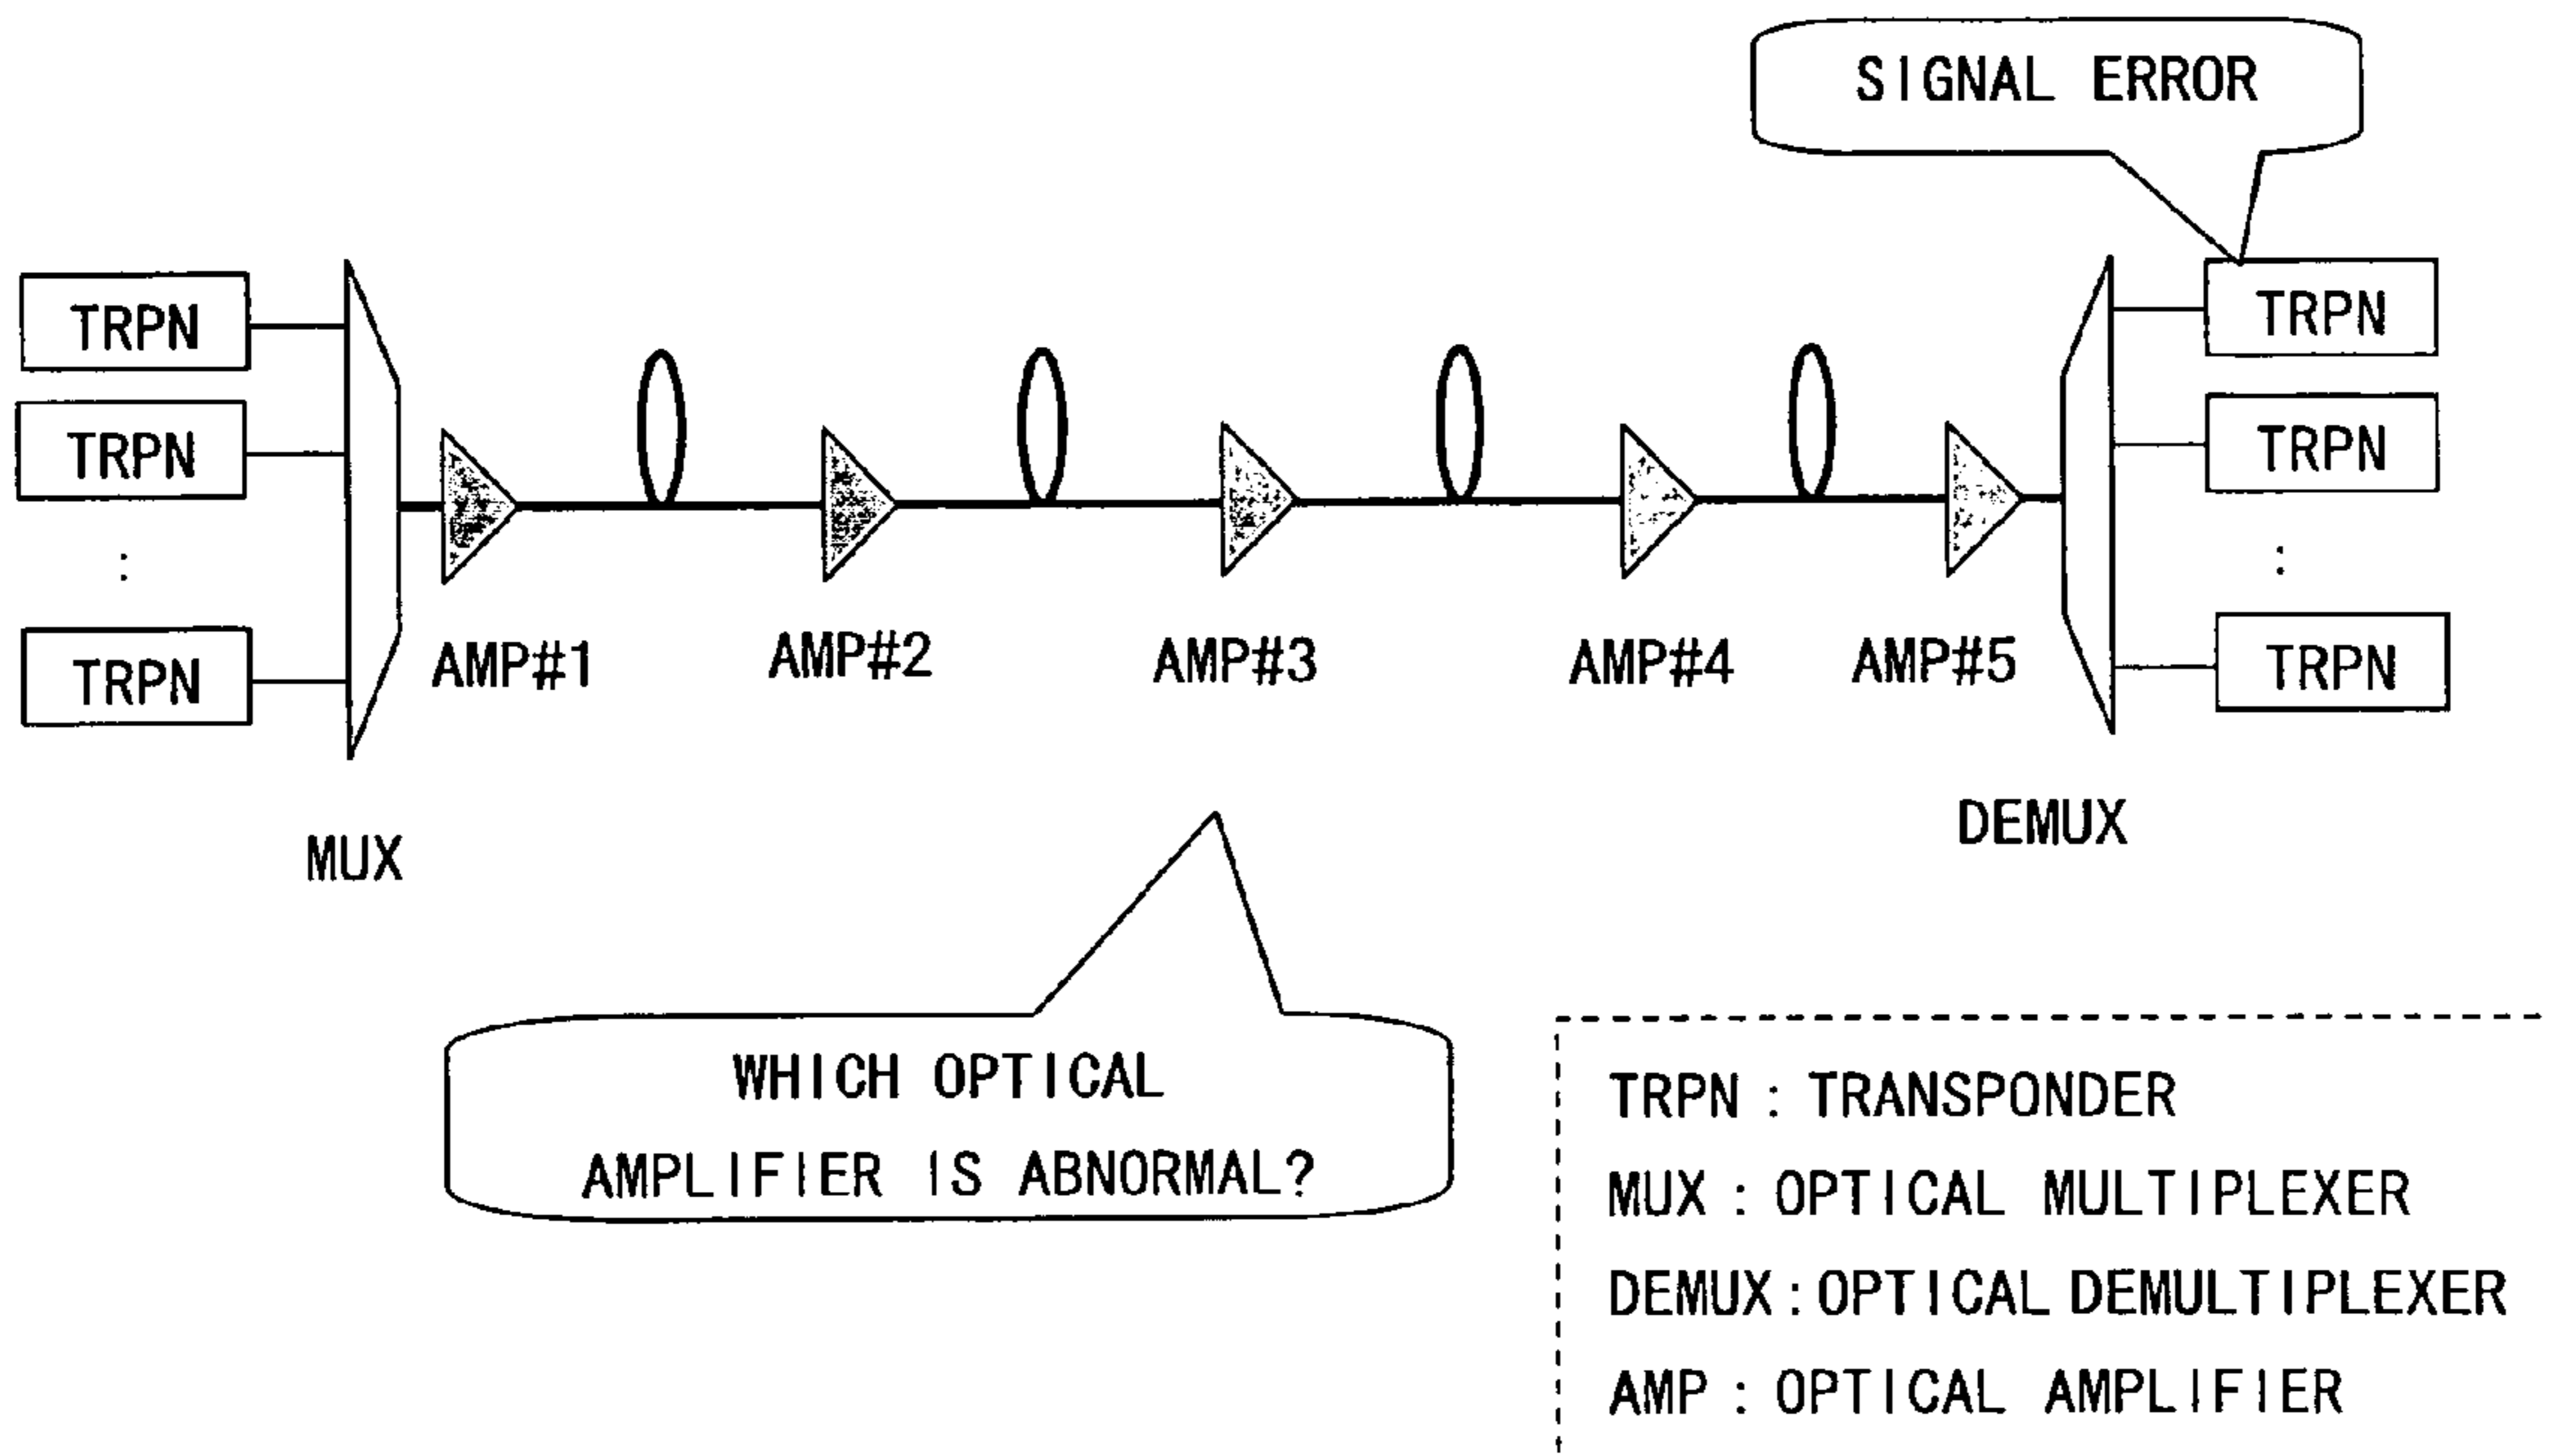 SIGNAL ERROR
TRPN
TRPN
TRPN
TRPN
:
:
TRPN
TRPN
AMP#1
AMP#2
AMP#3
AMP#4
AMP#5
MUX
DEMUX
WHICH OPTICAL
AMPLIFIER IS ABNORMAL?
TRPN : TRANSPONDER
MUX : OPTICAL MULTIPLEXER
DEMUX : OPTICAL DEMULTIPLEXER
AMP : OPTICAL AMPLIFIER